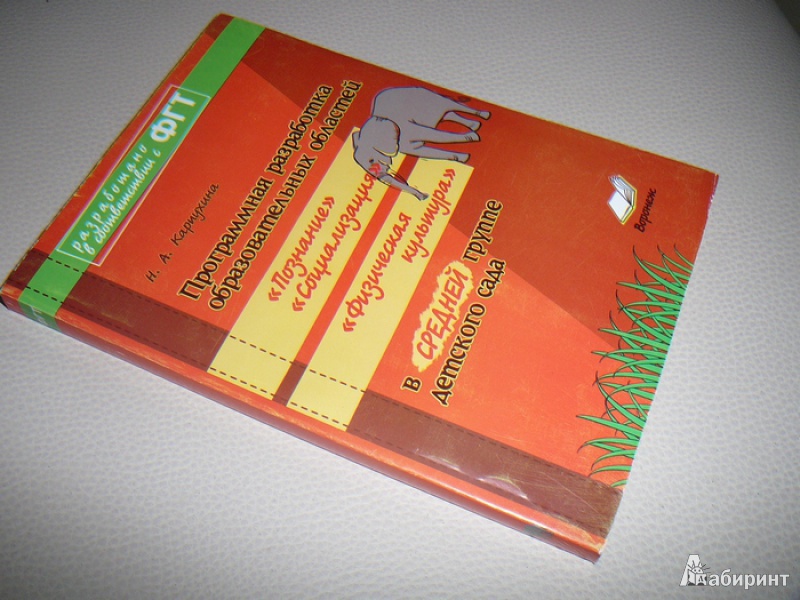 Разработано
в соответствии с ФГТ
Н. А. Карпухина
Программная разработка
образовательных областей
«Познание»
«Социализация»
«Физическая
культура»
в СРЕДНЕЙ группе
детского сада
Воронеж
Лабиринт